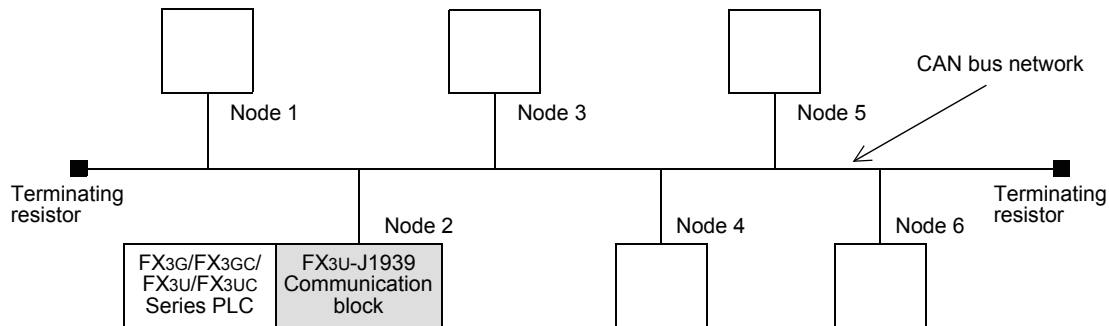 CAN bus network
Node 1
Node 3
Node 5
Terminating
resistor
Terminating
resistor
Node 2
Node 4
Node 6
FX3G/FX3GC/
FX3U/FX3UC
Series PLC
FX3U-J1939
Communication
block